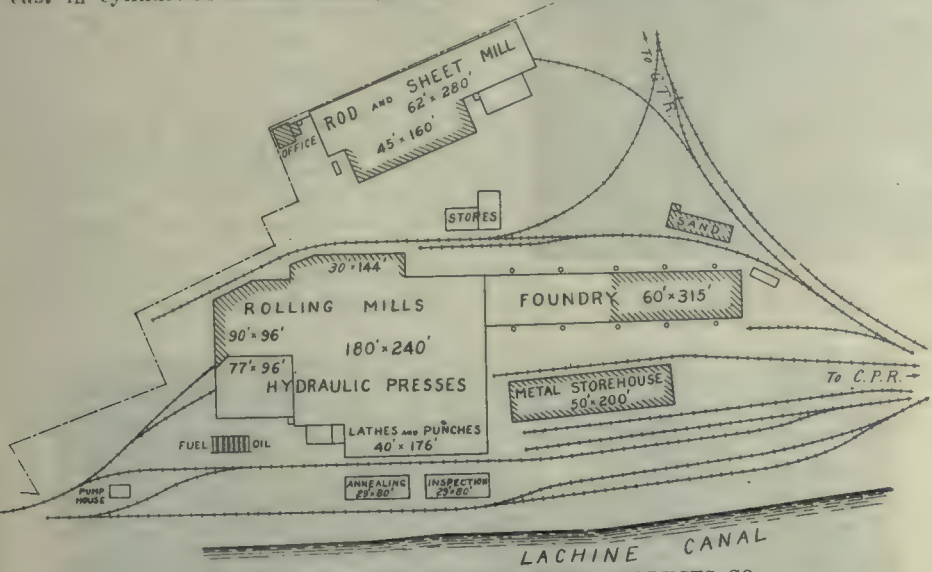 ROD AND SHEET MILL
62' × 280'
45' × 160'
OFFICE
TO G.T.R.
STORES
SAND
30 × 144'
ROLLING MILLS
90' × 96'
180' × 240'
77' × 96'
HYDRAULIC PRESSES
FOUNDRY 60' × 315'
To C.P.R.
METAL STOREHOUSE
50' × 200'
LATHES AND PUNCHES
40' × 176'
FUEL OIL
PUMP HOUSE
ANNEALING
29' × 80'
INSPECTION
29' × 80'
LACHINE CANAL